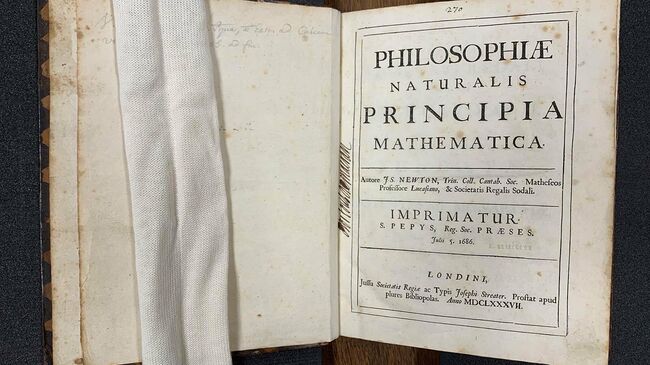 ad Calcem
270
PHILOSOPHIÆ
NATURALIS
PRINCIPIA
MATHEMATICA.
Autore J.S. NEWTON, Trin. Coll. Cantab. Soc. Matheseos
Professore Lucasiano, & Societatis Regalis Sodali.
IMPRIMATUR.
S. PEPYS, Reg. Soc. PRÆSES.
Julii 5. 1686.
LONDINI,
Jussu Societatis Regiæ ac Typis Josephi Streater. Prostat apud
plures Bibliopolas. Anno MDCLXXXVII.